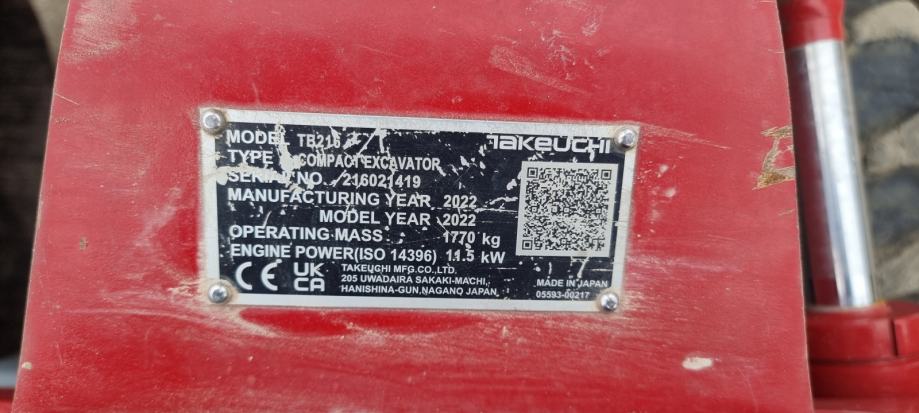 MODEL TB216
TAKEUCHI
TYPE COMPACT EXCAVATOR
SERIAL NO. 216021419
MANUFACTURING YEAR 2022
MODEL YEAR 2022
OPERATING MASS 1770 kg
ENGINE POWER(ISO 14396) 11.5 kW
CE UK CA
TAKEUCHI MFG.CO.,LTD.
205 UWADAIRA SAKAKI-MACHI,
HANISHINA-GUN,NAGANO JAPAN
MADE IN JAPAN
05593-00217